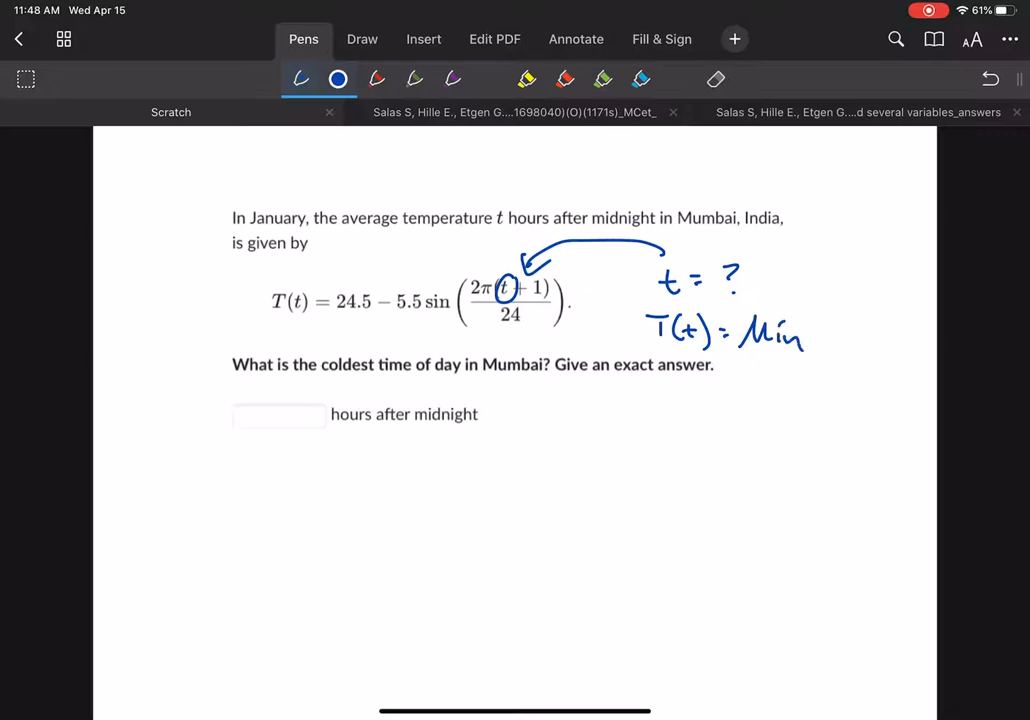 11:48 AM Wed Apr 15
61%
Pens Draw Insert Edit PDF Annotate Fill & Sign
AA
Scratch
Salas S, Hille E., Etgen G....1698040)(O)(1171s)_MCet_
Salas S, Hille E., Etgen G....d several variables_answers
In January, the average temperature t hours after midnight in Mumbai, India,
is given by
T(t) = 24.5 − 5.5 sin (2π(t + 1)/24).
t = ?
T(t) = Min
What is the coldest time of day in Mumbai? Give an exact answer.
hours after midnight